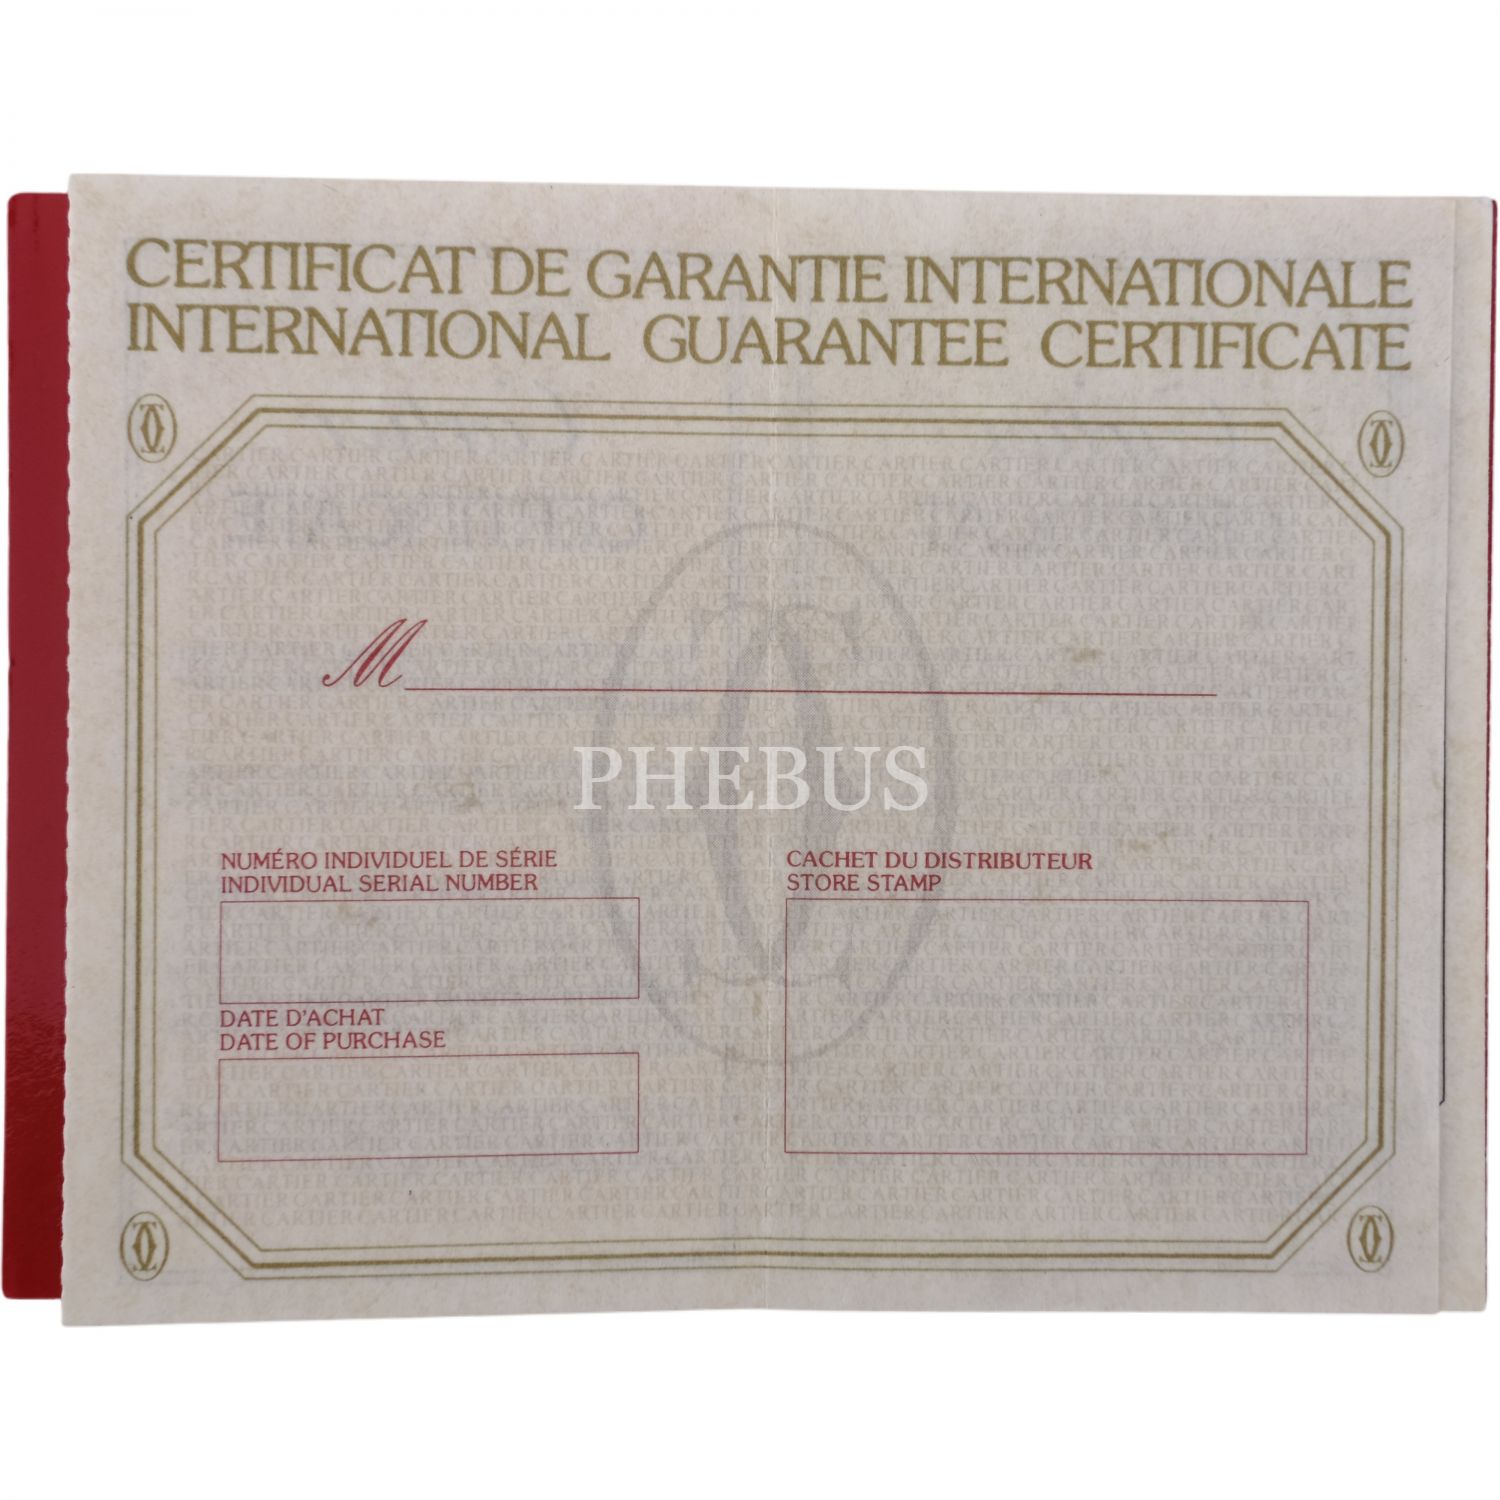 CERTIFICAT DE GARANTIE INTERNATIONALE
INTERNATIONAL GUARANTEE CERTIFICATE
M
PHEBUS
NUMÉRO INDIVIDUEL DE SÉRIE
INDIVIDUAL SERIAL NUMBER
CACHET DU DISTRIBUTEUR
STORE STAMP
DATE D'ACHAT
DATE OF PURCHASE